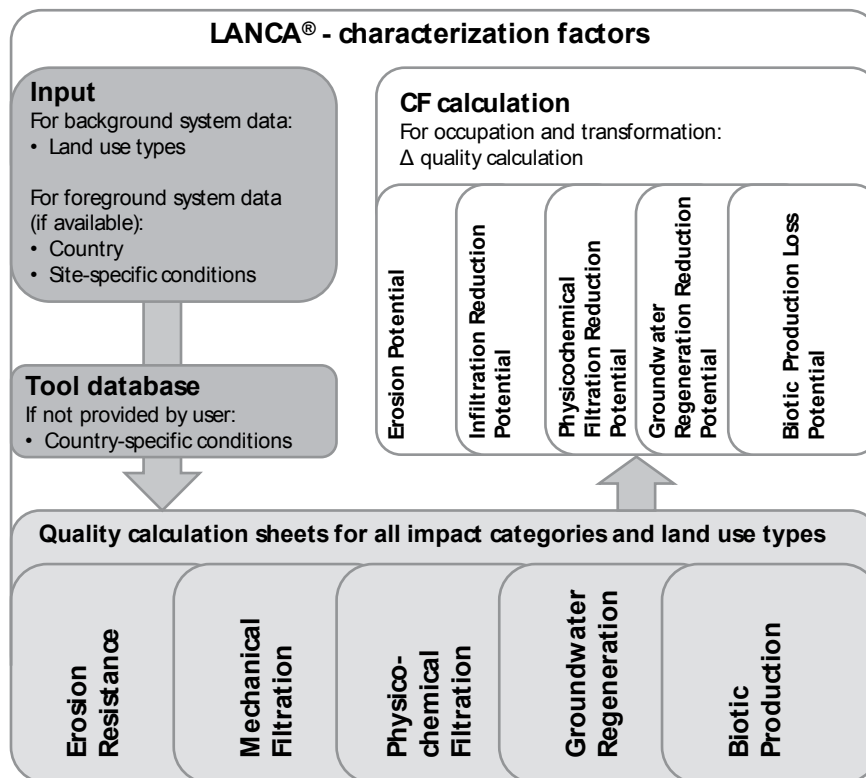 LANCA® - characterization factors
Input
For background system data:
• Land use types
For foreground system data
(if available):
• Country
• Site-specific conditions
Tool database
If not provided by user:
• Country-specific conditions
CF calculation
For occupation and transformation:
Δ quality calculation
Erosion Potential
Infiltration Reduction
Potential
Physicochemical
Filtration Reduction
Potential
Groundwater
Regeneration Reduction
Potential
Biotic Production Loss
Potential
Quality calculation sheets for all impact categories and land use types
Erosion
Resistance
Mechanical
Filtration
Physico-
chemical
Filtration
Groundwater
Regeneration
Biotic
Production